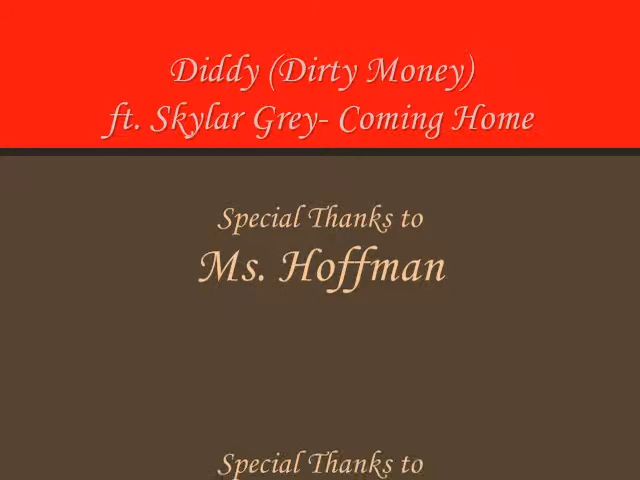 Diddy (Dirty Money)
ft. Skylar Grey- Coming Home
Special Thanks to
Ms. Hoffman
Special Thanks to